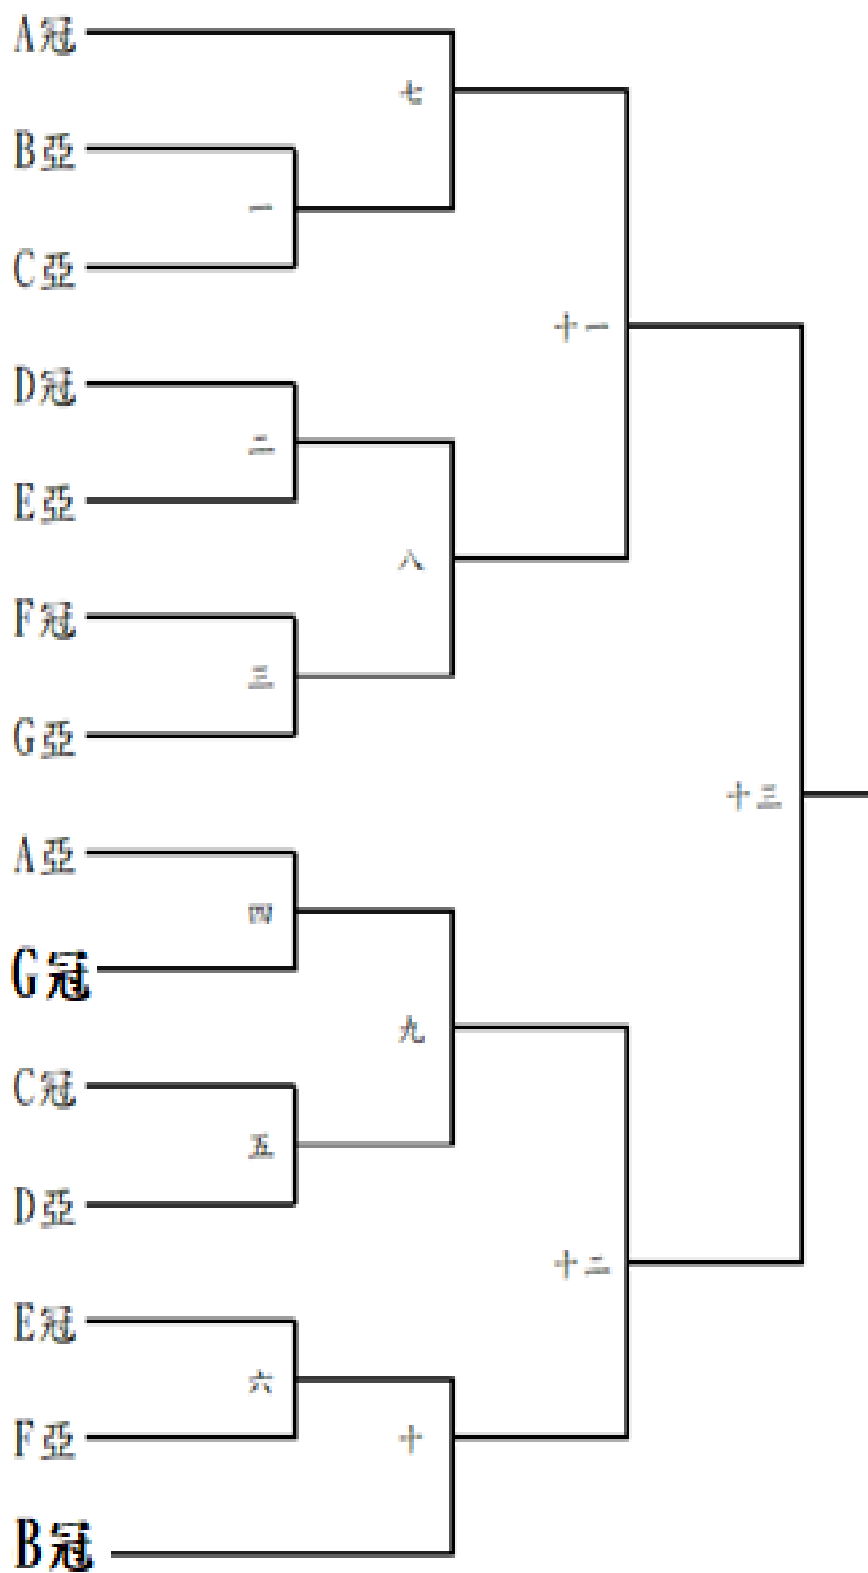 A冠
七
B亞
一
C亞
十一
D冠
二
E亞
八
F冠
三
G亞
十三
A亞
四
G冠
九
C冠
五
D亞
十二
E冠
六
F亞
十
B冠